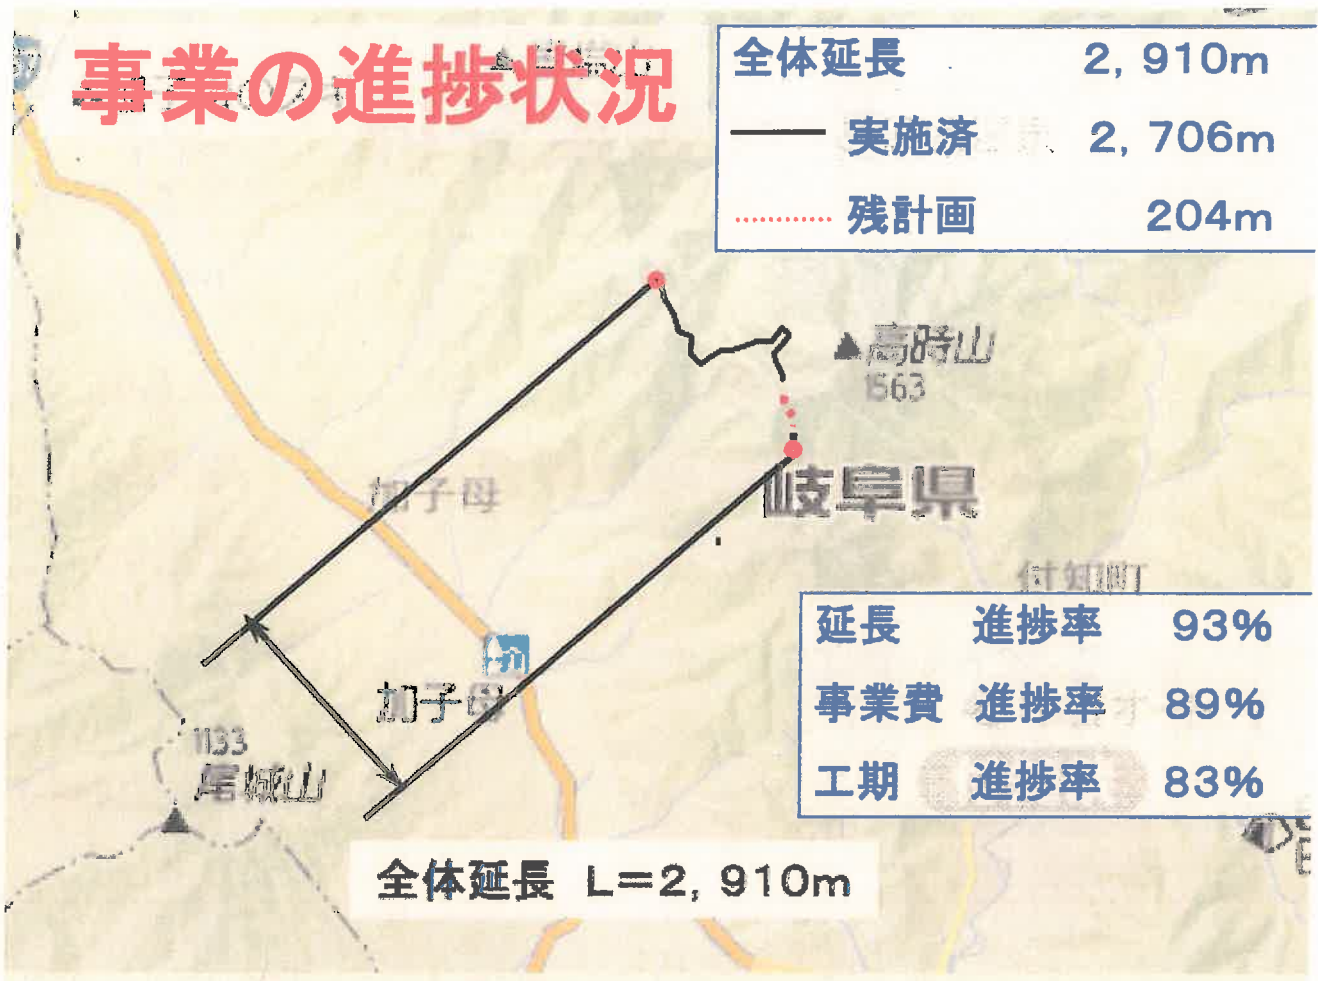 事業の進捗状況
全体延長 2,910m
実施済 2,706m
残計画 204m
高時山
1563
加子母
岐阜県
付知町
延長 進捗率 93%
事業費 進捗率 89%
工期 進捗率 83%
加子母
1133
尾城山
全体延長 L=2,910m